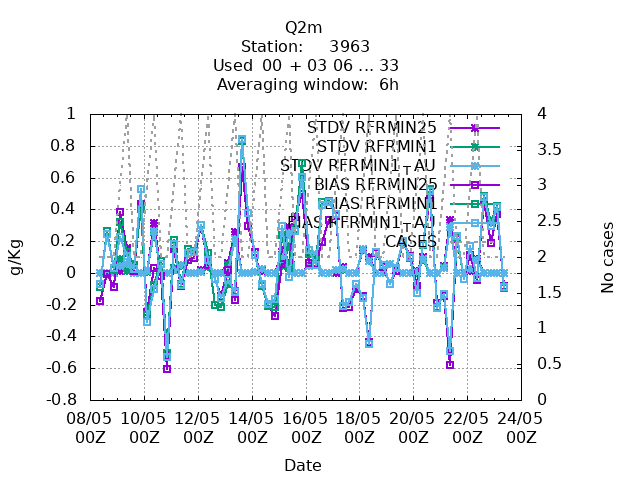 Q2m
Station: 3963
Used 00 + 03 06 ... 33
Averaging window: 6h
STDV RFRMIN25
STDV RFRMIN1
STDV RFRMIN1_AU
BIAS RFRMIN25
BIAS RFRMIN1
BIAS RFRMIN1_AU
CASES
g/Kg
1
0.8
0.6
0.4
0.2
0
-0.2
-0.4
-0.6
-0.8
No cases
4
3.5
3
2.5
2
1.5
1
0.5
0
08/05 10/05 12/05 14/05 16/05 18/05 20/05 22/05 24/05
00Z 00Z 00Z 00Z 00Z 00Z 00Z 00Z 00Z
Date